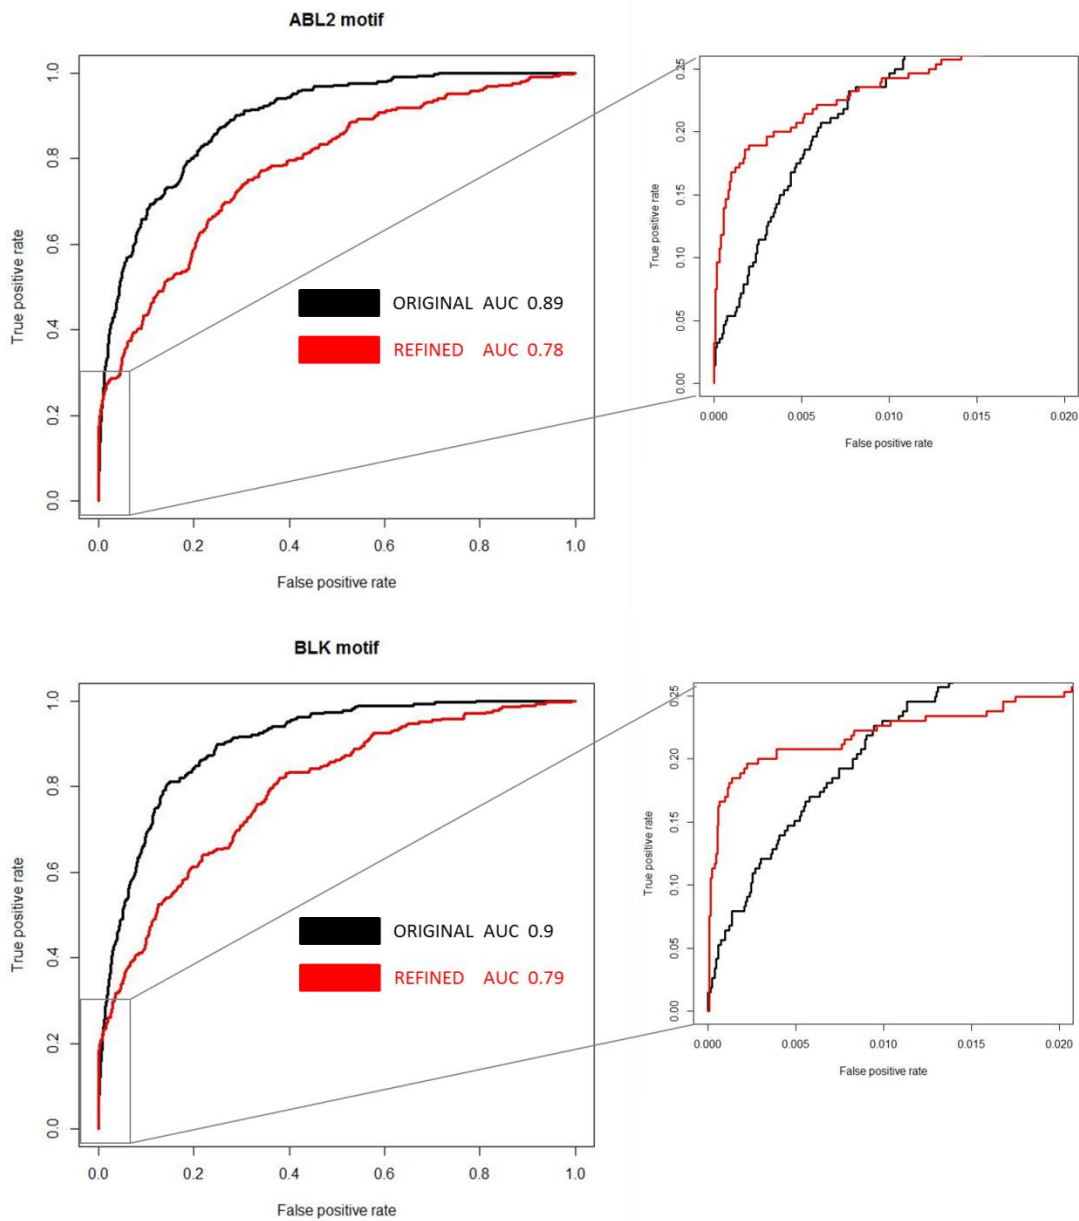 ABL2 motif
True positive rate
1.0
0.8
0.6
0.4
0.2
0.0
ORIGINAL AUC 0.89
REFINED AUC 0.78
0.0 0.2 0.4 0.6 0.8 1.0
False positive rate
True positive rate
0.25
0.20
0.15
0.10
0.05
0.00
0.000 0.005 0.010 0.015 0.020
False positive rate
BLK motif
True positive rate
1.0
0.8
0.6
0.4
0.2
0.0
ORIGINAL AUC 0.9
REFINED AUC 0.79
0.0 0.2 0.4 0.6 0.8 1.0
False positive rate
True positive rate
0.25
0.20
0.15
0.10
0.05
0.00
0.000 0.005 0.010 0.015 0.020
False positive rate